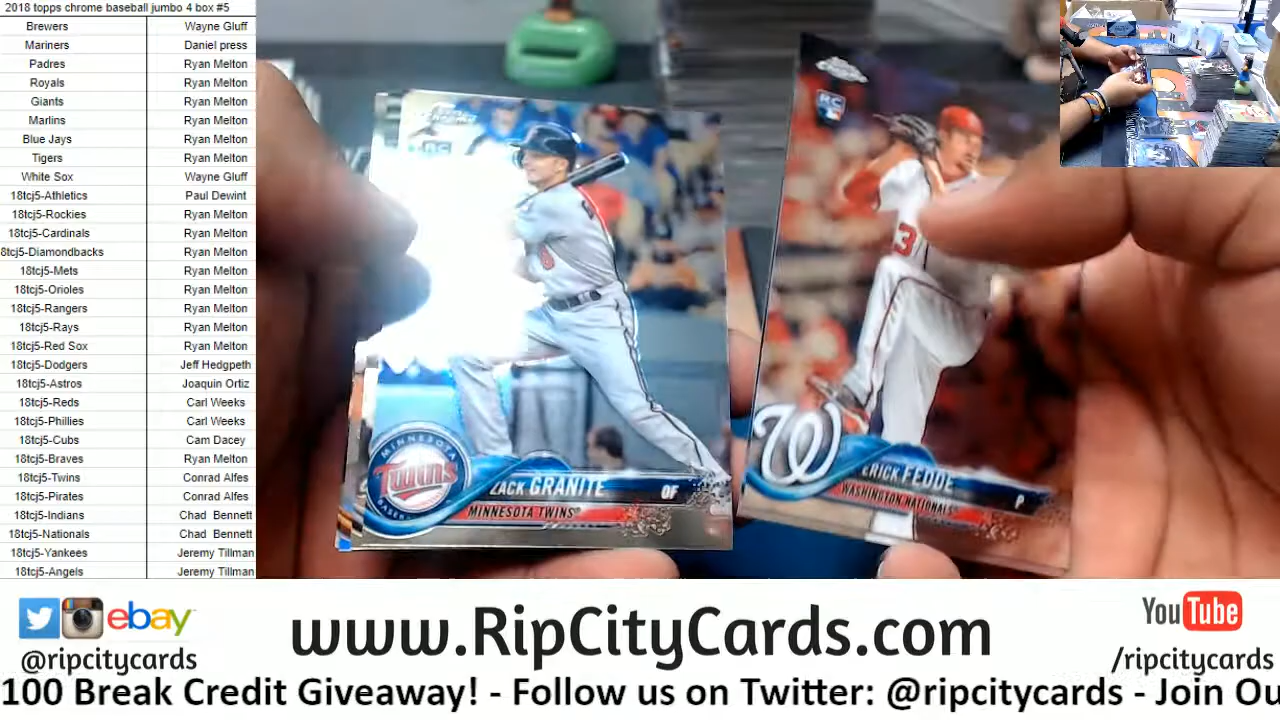 2018 topps chrome baseball jumbo 4 box #5
Brewers Wayne Gluff
Mariners Daniel press
Padres Ryan Melton
Royals Ryan Melton
Giants Ryan Melton
Marlins Ryan Melton
Blue Jays Ryan Melton
Tigers Ryan Melton
White Sox Wayne Gluff
18tcj5-Athletics Paul Dewint
18tcj5-Rockies Ryan Melton
18tcj5-Cardinals Ryan Melton
8tcj5-Diamondbacks Ryan Melton
18tcj5-Mets Ryan Melton
18tcj5-Orioles Ryan Melton
18tcj5-Rangers Ryan Melton
18tcj5-Rays Ryan Melton
18tcj5-Red Sox Ryan Melton
18tcj5-Dodgers Jeff Hedgpeth
18tcj5-Astros Joaquin Ortiz
18tcj5-Reds Carl Weeks
18tcj5-Phillies Carl Weeks
18tcj5-Cubs Cam Dacey
18tcj5-Braves Ryan Melton
18tcj5-Twins Conrad Alfes
18tcj5-Pirates Conrad Alfes
18tcj5-Indians Chad Bennett
18tcj5-Nationals Chad Bennett
18tcj5-Yankees Jeremy Tillman
18tcj5-Angels Jeremy Tillman
MINNESOTA
Twins
ZACK GRANITE OF
MINNESOTA TWINS
RC
3
W
ERICK FEDDE P
WASHINGTON NATIONALS
ebay
@ripcitycards
www.RipCityCards.com
YouTube
/ripcitycards
100 Break Credit Giveaway! - Follow us on Twitter: @ripcitycards - Join Ou